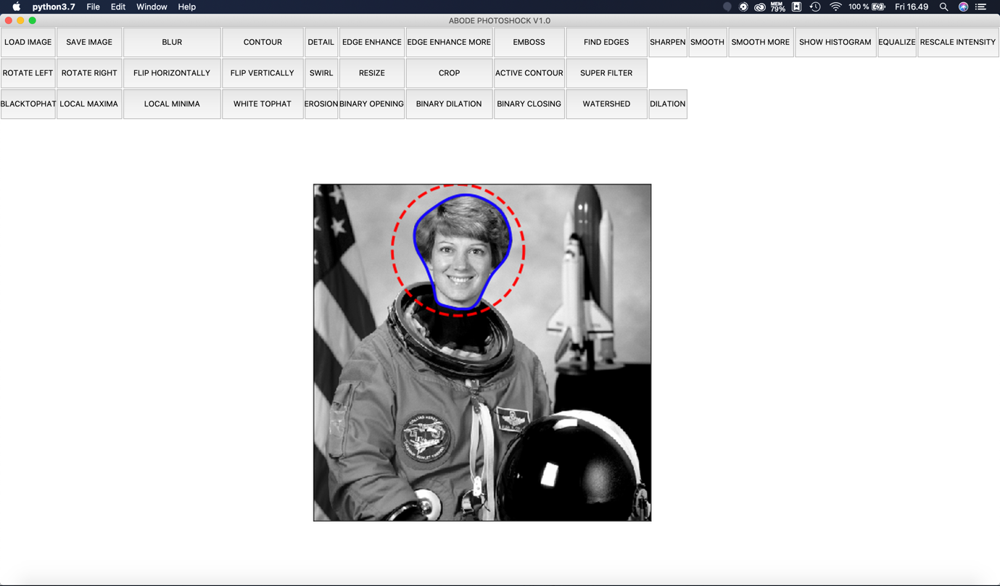 python3.7 File Edit Window Help MEM 79% 100 % Fri 16.49
ABODE PHOTOSHOCK V1.0
LOAD IMAGE SAVE IMAGE BLUR CONTOUR DETAIL EDGE ENHANCE EDGE ENHANCE MORE EMBOSS FIND EDGES SHARPEN SMOOTH SMOOTH MORE SHOW HISTOGRAM EQUALIZE RESCALE INTENSITY
ROTATE LEFT ROTATE RIGHT FLIP HORIZONTALLY FLIP VERTICALLY SWIRL RESIZE CROP ACTIVE CONTOUR SUPER FILTER
BLACKTOPHAT LOCAL MAXIMA LOCAL MINIMA WHITE TOPHAT EROSION BINARY OPENING BINARY DILATION BINARY CLOSING WATERSHED DILATION